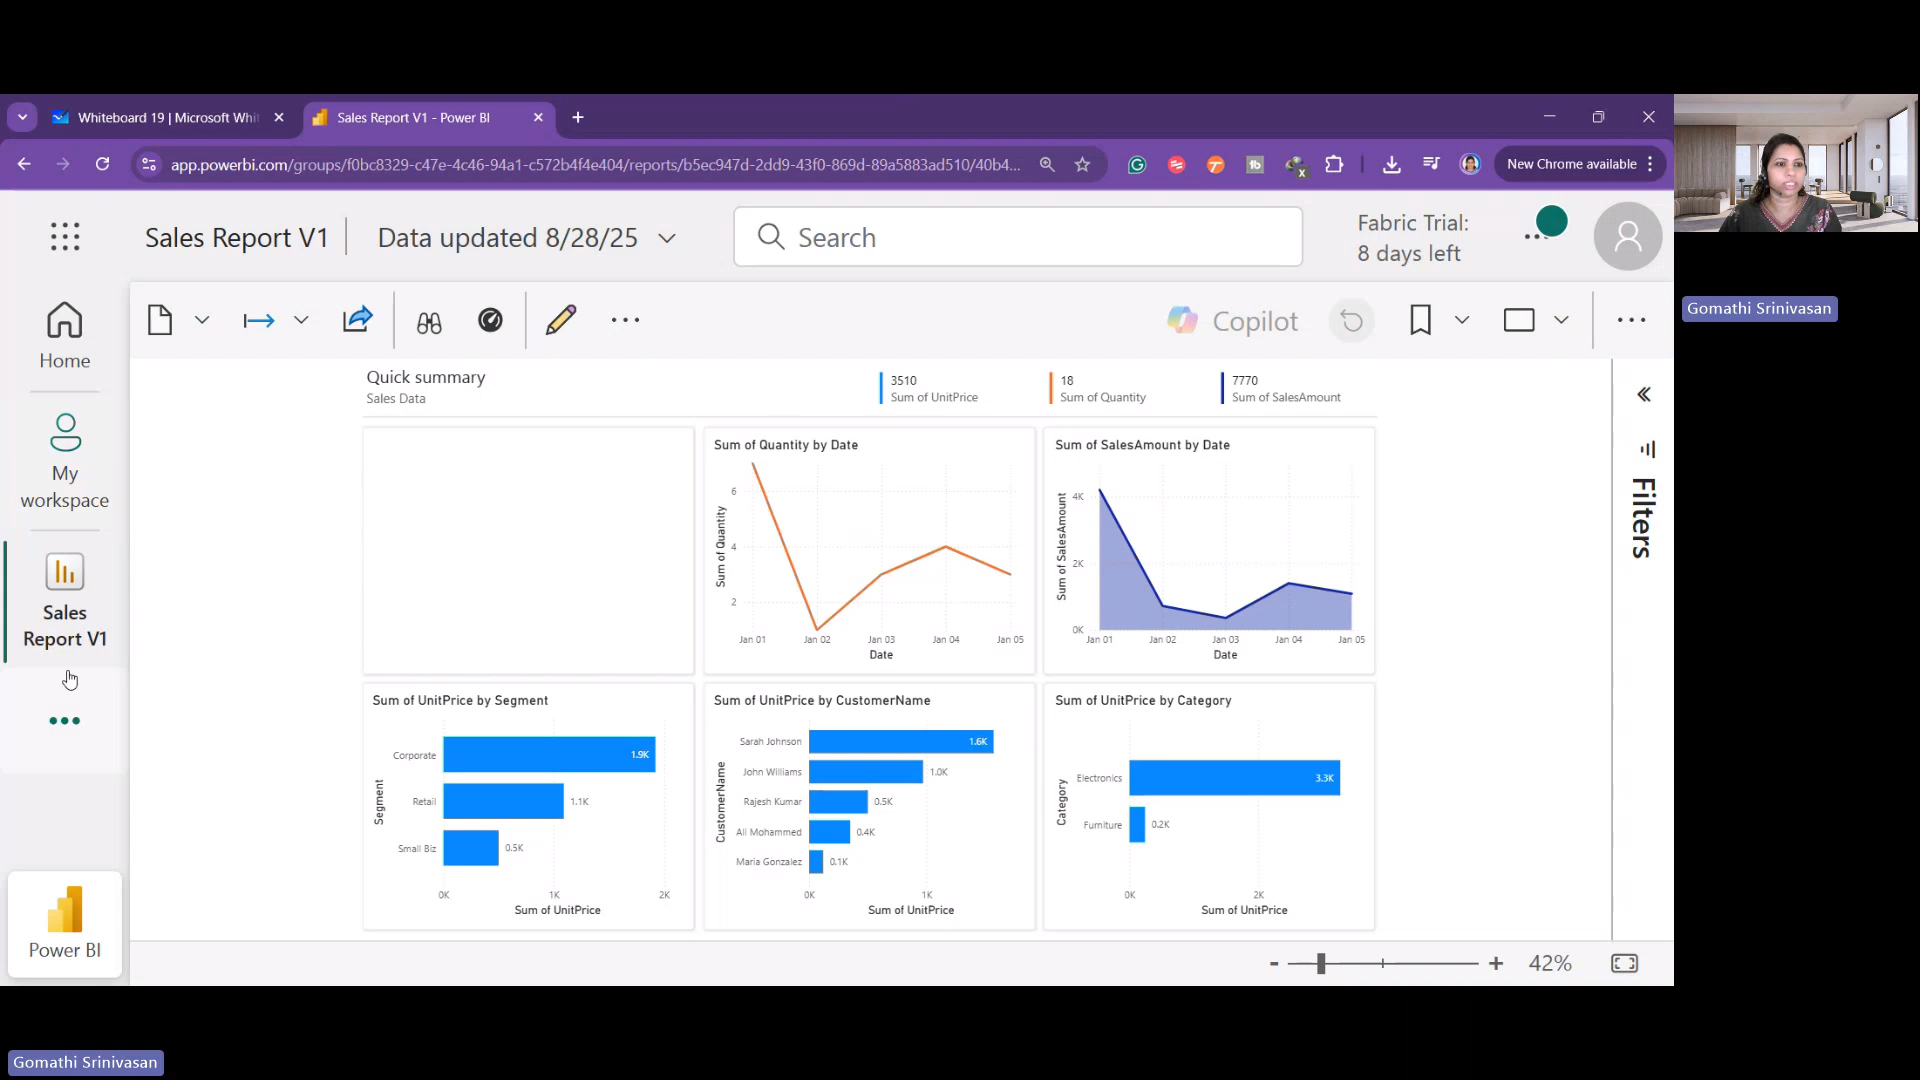 Whiteboard 19 | Microsoft Whit
Sales Report V1 - Power BI
app.powerbi.com/groups/f0bc8329-c47e-4c46-94a1-c572b4f4e404/reports/b5ec947d-2dd9-43f0-869d-89a5883ad510/40b4...
New Chrome available
Sales Report V1
Data updated 8/28/25
Search
Fabric Trial:
8 days left
Home
My
workspace
Sales
Report V1
Power BI
Copilot
Quick summary
Sales Data
3510
Sum of UnitPrice
18
Sum of Quantity
7770
Sum of SalesAmount
Sum of Quantity by Date
Sum of Quantity
6
4
2
Jan 01 Jan 02 Jan 03 Jan 04 Jan 05
Date
Sum of SalesAmount by Date
Sum of SalesAmount
4K
2K
0K
Jan 01 Jan 02 Jan 03 Jan 04 Jan 05
Date
Sum of UnitPrice by Segment
Segment
Corporate 1.9K
Retail 1.1K
Small Biz 0.5K
0K 1K 2K
Sum of UnitPrice
Sum of UnitPrice by CustomerName
CustomerName
Sarah Johnson 1.6K
John Williams 1.0K
Rajesh Kumar 0.5K
Ali Mohammed 0.4K
Maria Gonzalez 0.1K
0K 1K
Sum of UnitPrice
Sum of UnitPrice by Category
Category
Electronics 3.3K
Furniture 0.2K
0K 2K
Sum of UnitPrice
Filters
- + 42%
Gomathi Srinivasan
Gomathi Srinivasan